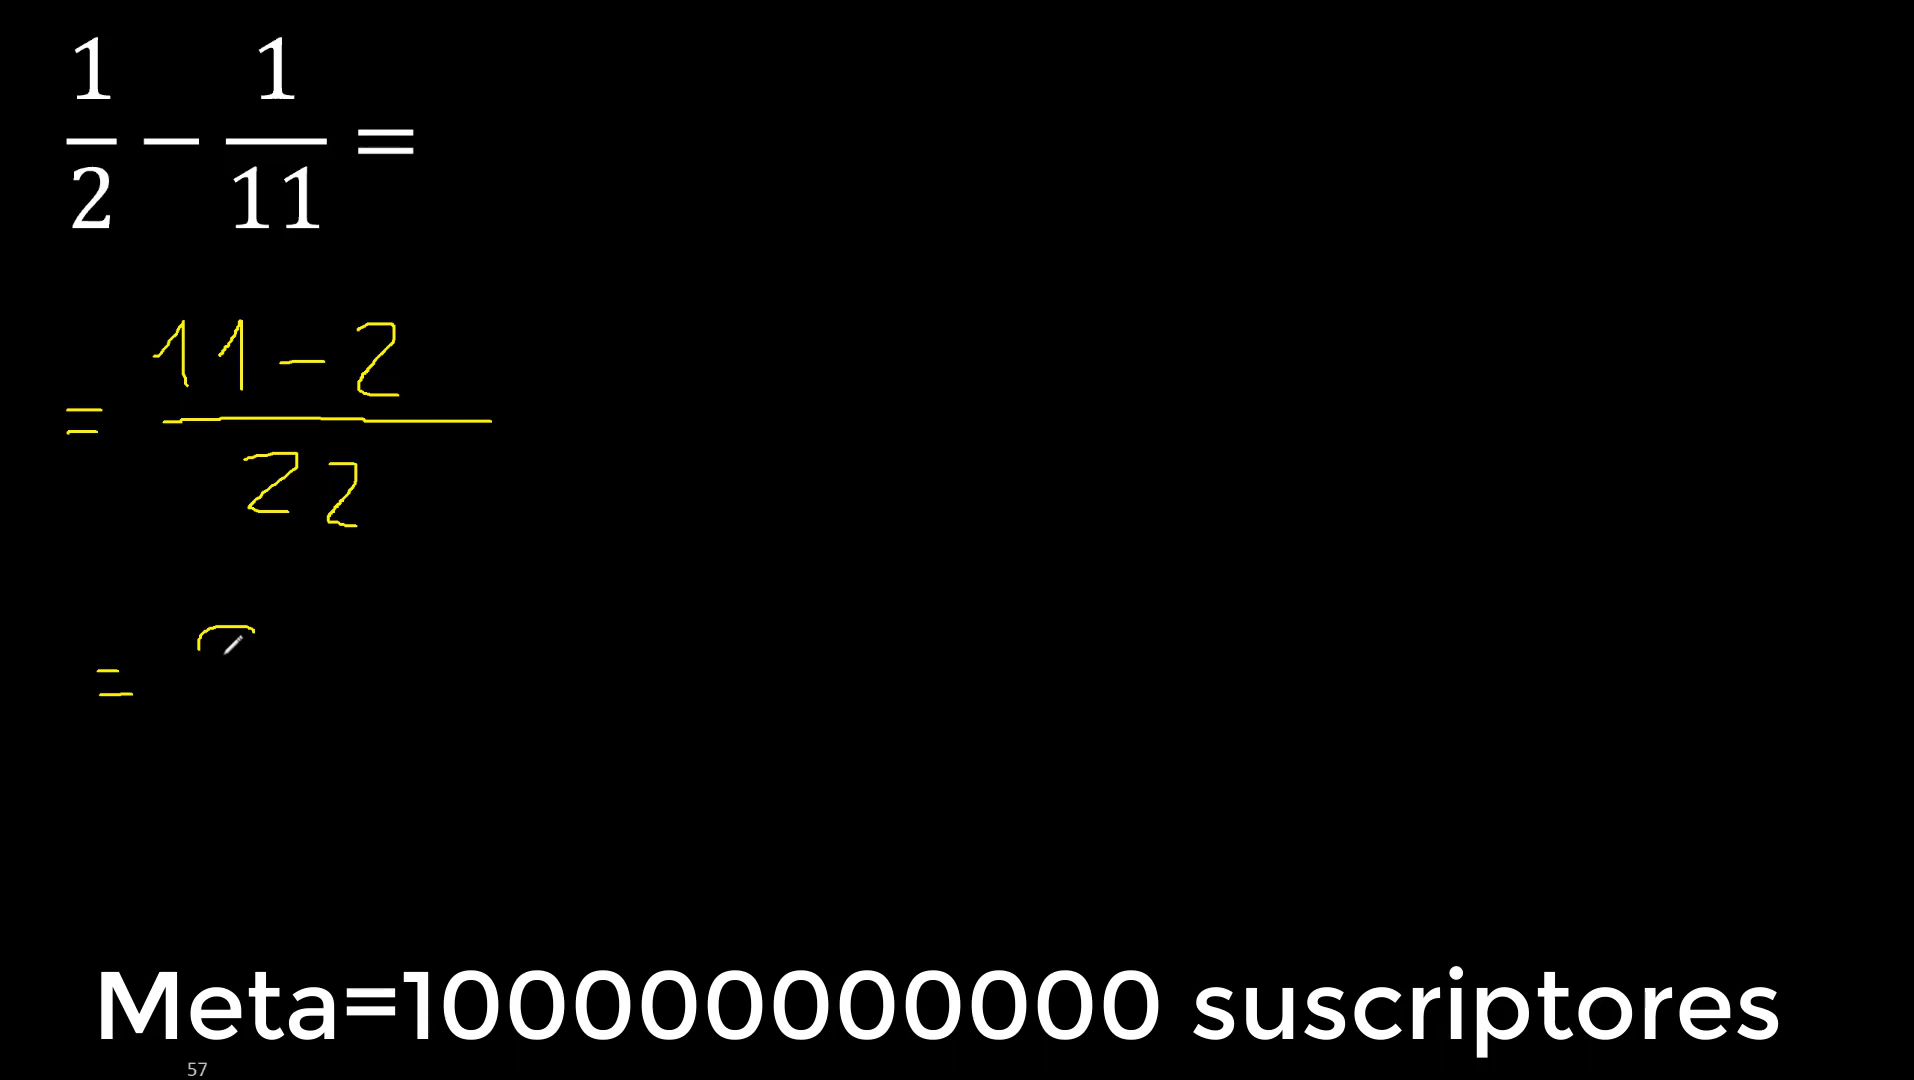 1/2 − 1/11 =
= 11-2/22
=
Meta=100000000000 suscriptores
57